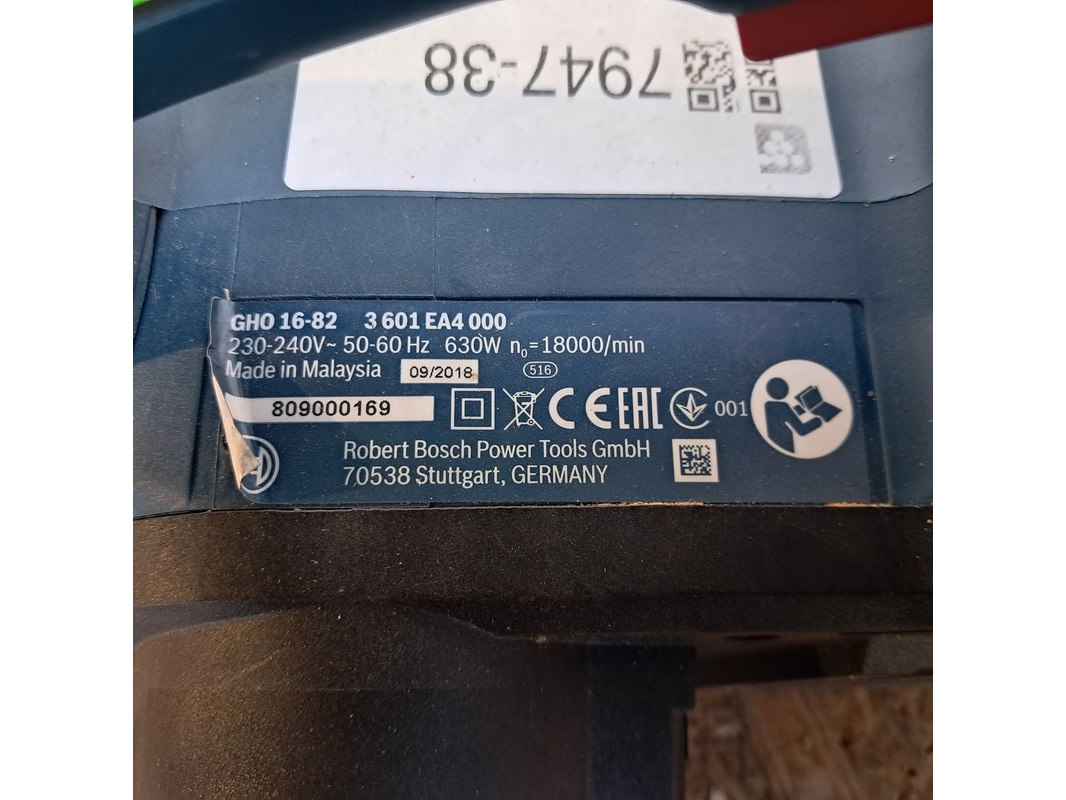 7947-38
GHO 16-82 3 601 EA4 000
230-240V~ 50-60 Hz 630W n₀=18000/min
Made in Malaysia 09/2018 516
809000169 CE EAC 001
Robert Bosch Power Tools GmbH
70538 Stuttgart, GERMANY